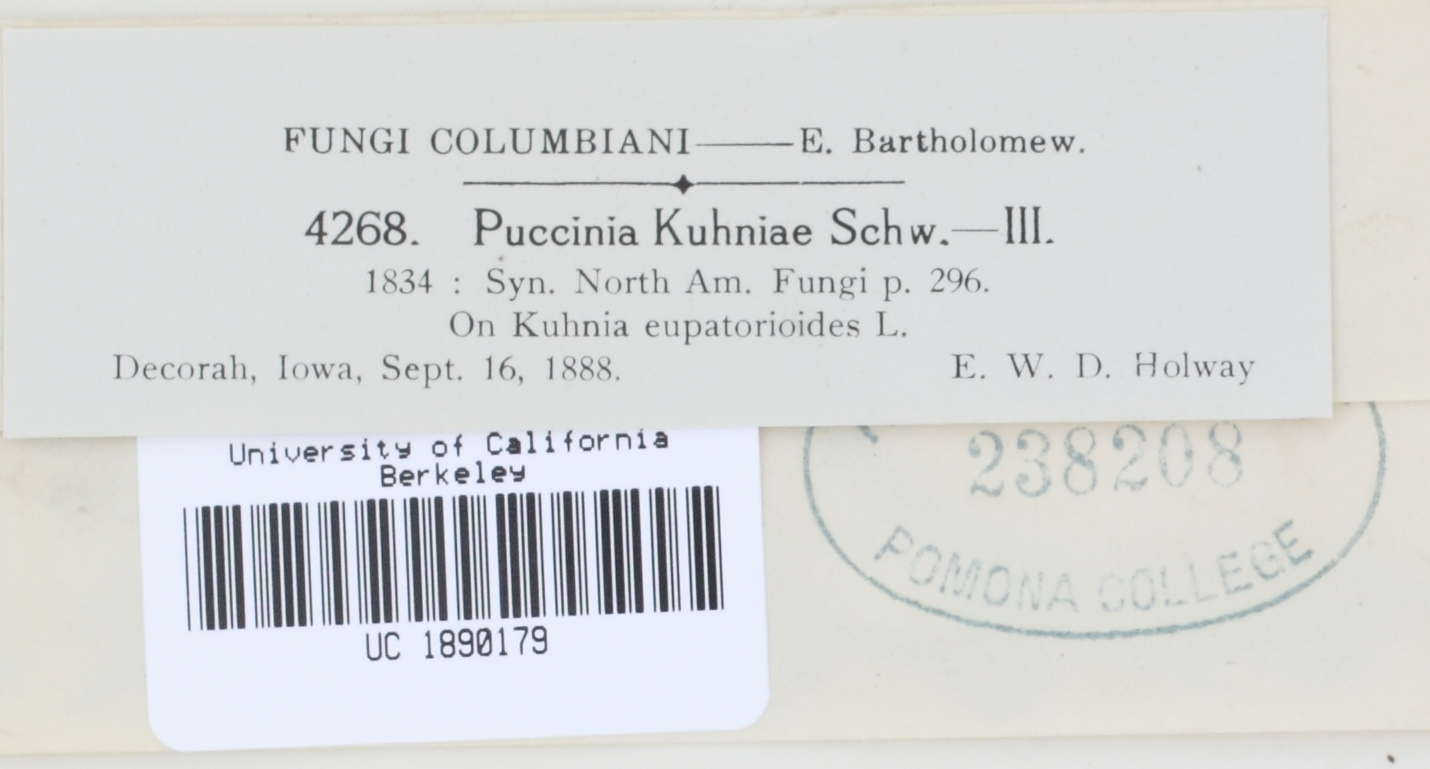 FUNGI COLUMBIANI——E. Bartholomew.
4268. Puccinia Kuhniae Schw.—III.
1834 : Syn. North Am. Fungi p. 296.
On Kuhnia eupatorioides L.
Decorah, Iowa, Sept. 16, 1888. E. W. D. Holway
University of California
Berkeley
UC 1890179
238208
POMONA COLLEGE